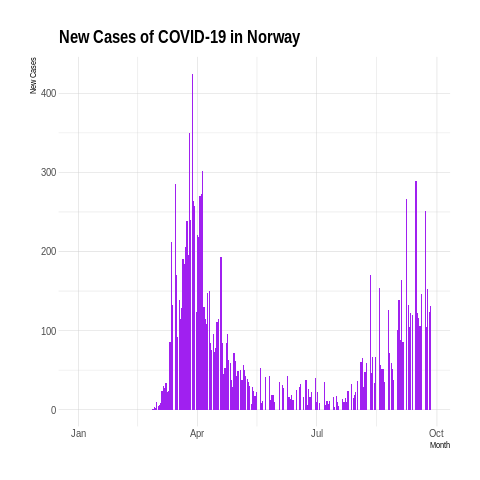 New Cases of COVID-19 in Norway
New Cases
400
300
200
100
0
Jan
Apr
Jul
Oct
Month